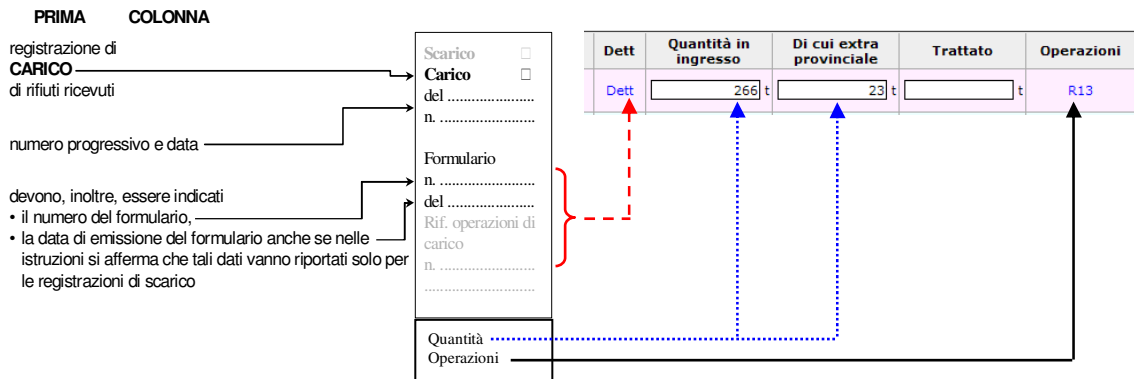 PRIMA COLONNA
registrazione di
CARICO
di rifiuti ricevuti
numero progressivo e data
devono, inoltre, essere indicati
• il numero del formulario,
• la data di emissione del formulario anche se nelle
istruzioni si afferma che tali dati vanno riportati solo per
le registrazioni di scarico
Scarico □
Carico □
del ......................
n. ........................
Formulario
n. ........................
del ......................
Rif. operazioni di
carico
n. ........................
............................
Quantità
Operazioni
Dett Quantità in ingresso Di cui extra provinciale Trattato Operazioni
Dett 266 t 23 t t R13